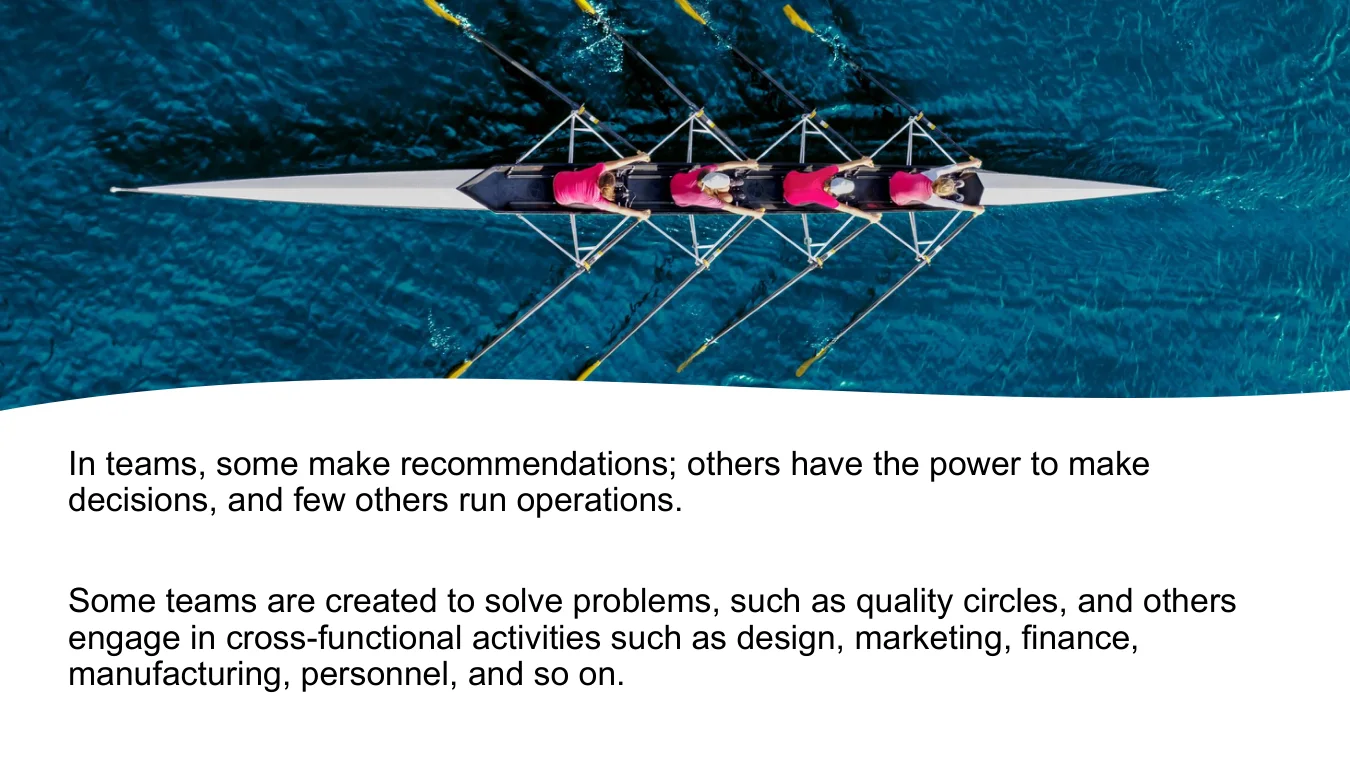 In teams, some make recommendations; others have the power to make
decisions, and few others run operations.
Some teams are created to solve problems, such as quality circles, and others
engage in cross-functional activities such as design, marketing, finance,
manufacturing, personnel, and so on.